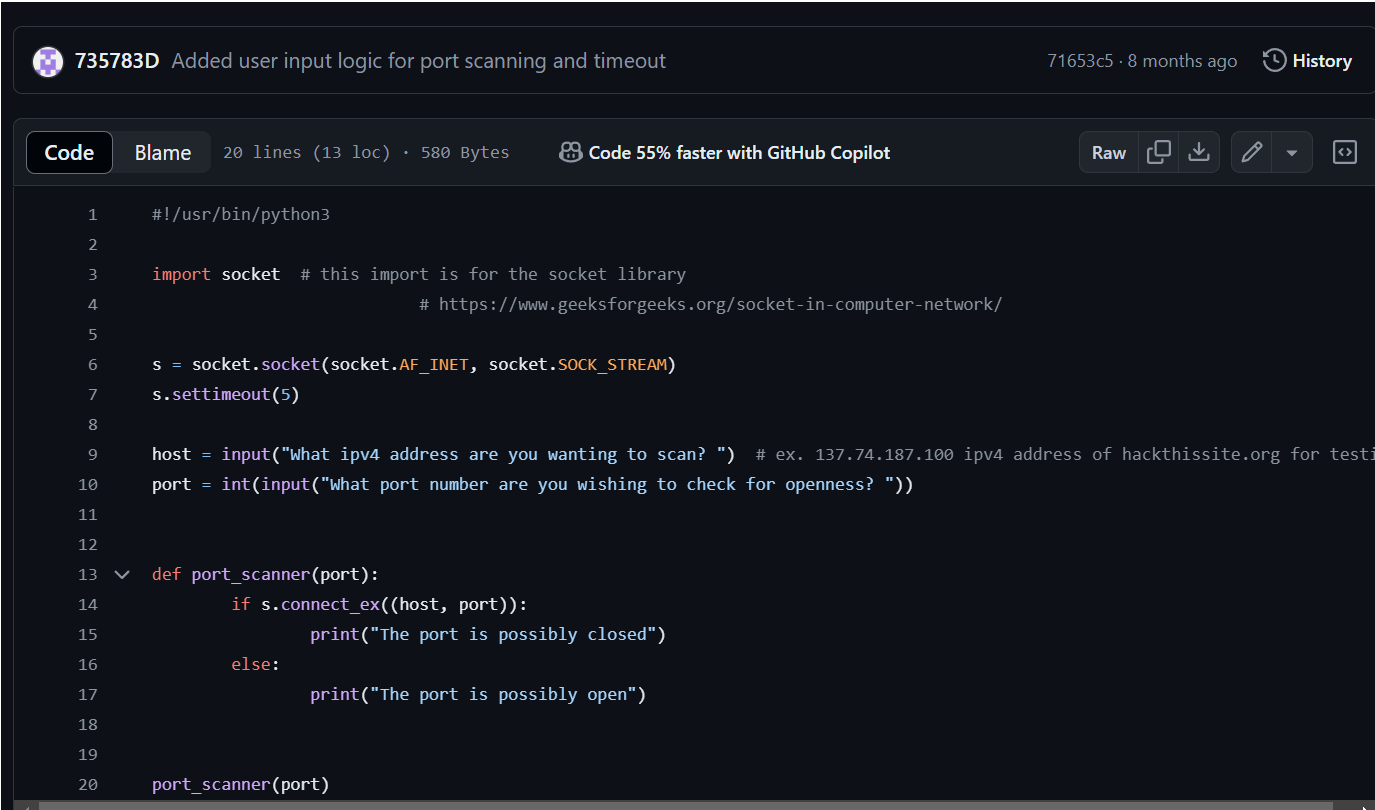 735783D Added user input logic for port scanning and timeout 71653c5 · 8 months ago History
Code Blame 20 lines (13 loc) · 580 Bytes Code 55% faster with GitHub Copilot Raw
1 #!/usr/bin/python3
2
3 import socket # this import is for the socket library
4 # https://www.geeksforgeeks.org/socket-in-computer-network/
5
6 s = socket.socket(socket.AF_INET, socket.SOCK_STREAM)
7 s.settimeout(5)
8
9 host = input("What ipv4 address are you wanting to scan? ") # ex. 137.74.187.100 ipv4 address of hackthissite.org for testi
10 port = int(input("What port number are you wishing to check for openness? "))
11
12
13 def port_scanner(port):
14 if s.connect_ex((host, port)):
15 print("The port is possibly closed")
16 else:
17 print("The port is possibly open")
18
19
20 port_scanner(port)